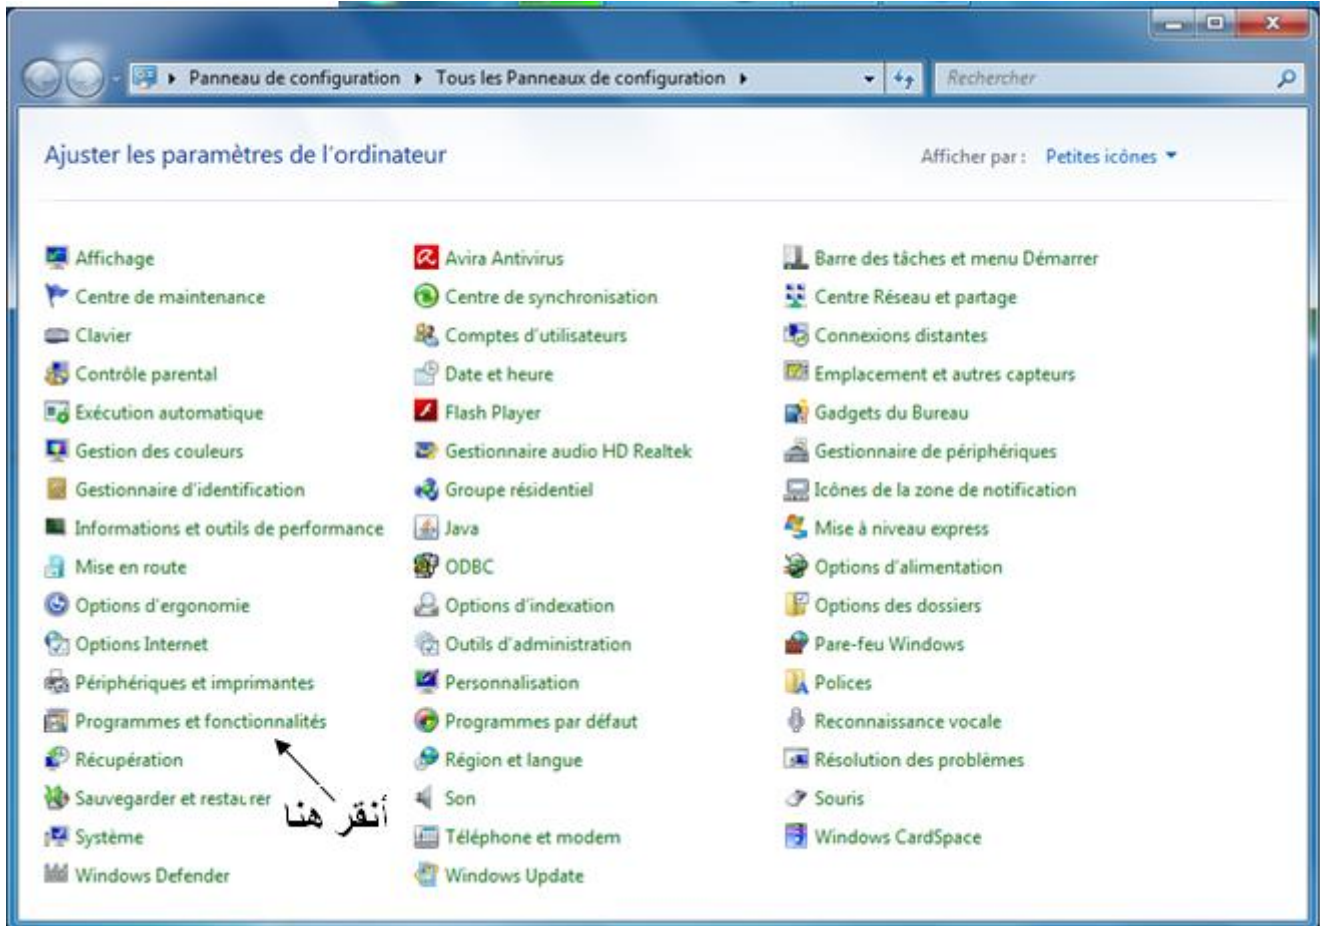 Panneau de configuration Tous les Panneaux de configuration Rechercher
Ajuster les paramètres de l'ordinateur Afficher par : Petites icônes
Affichage Avira Antivirus Barre des tâches et menu Démarrer
Centre de maintenance Centre de synchronisation Centre Réseau et partage
Clavier Comptes d'utilisateurs Connexions distantes
Contrôle parental Date et heure Emplacement et autres capteurs
Exécution automatique Flash Player Gadgets du Bureau
Gestion des couleurs Gestionnaire audio HD Realtek Gestionnaire de périphériques
Gestionnaire d'identification Groupe résidentiel Icônes de la zone de notification
Informations et outils de performance Java Mise à niveau express
Mise en route ODBC Options d'alimentation
Options d'ergonomie Options d'indexation Options des dossiers
Options Internet Outils d'administration Pare-feu Windows
Périphériques et imprimantes Personnalisation Polices
Programmes et fonctionnalités Programmes par défaut Reconnaissance vocale
Récupération Région et langue Résolution des problèmes
Sauvegarder et restaurer Son Souris
أنقر هنا
Système Téléphone et modem Windows CardSpace
Windows Defender Windows Update